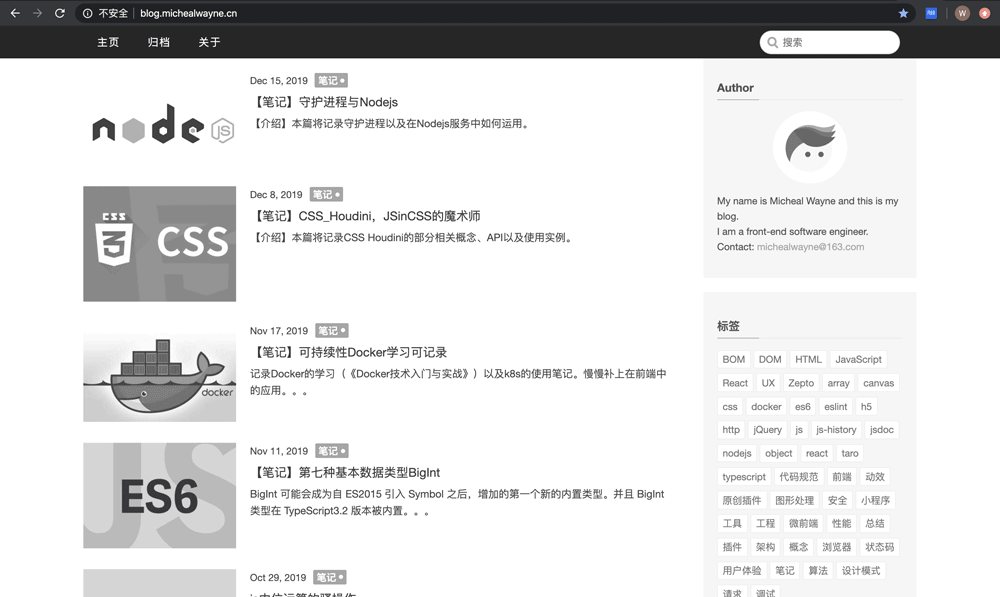 不安全 blog.michealwayne.cn
主页 归档 关于 搜索
node JS
Dec 15, 2019 笔记
【笔记】守护进程与Nodejs
【介绍】本篇将记录守护进程以及在Nodejs服务中如何运用。
CSS 3 CSS
Dec 8, 2019 笔记
【笔记】CSS_Houdini，JSinCSS的魔术师
【介绍】本篇将记录CSS Houdini的部分相关概念、API以及使用实例。
docker
Nov 17, 2019 笔记
【笔记】可持续性Docker学习可记录
记录Docker的学习（《Docker技术入门与实战》）以及k8s的使用笔记。慢慢补上在前端中
的应用。。。
JS ES6
Nov 11, 2019 笔记
【笔记】第七种基本数据类型BigInt
BigInt 可能会成为自 ES2015 引入 Symbol 之后，增加的第一个新的内置类型。并且 BigInt
类型在 TypeScript3.2 版本被内置。。。
Oct 29, 2019 笔记
Author
My name is Micheal Wayne and this is my
blog.
I am a front-end software engineer.
Contact: michealwayne@163.com
标签
BOM DOM HTML JavaScript
React UX Zepto array canvas
css docker es6 eslint h5
http jQuery js js-history jsdoc
nodejs object react taro
typescript 代码规范 前端 动效
原创插件 图形处理 安全 小程序
工具 工程 微前端 性能 总结
插件 架构 概念 浏览器 状态码
用户体验 笔记 算法 设计模式
请求 调试